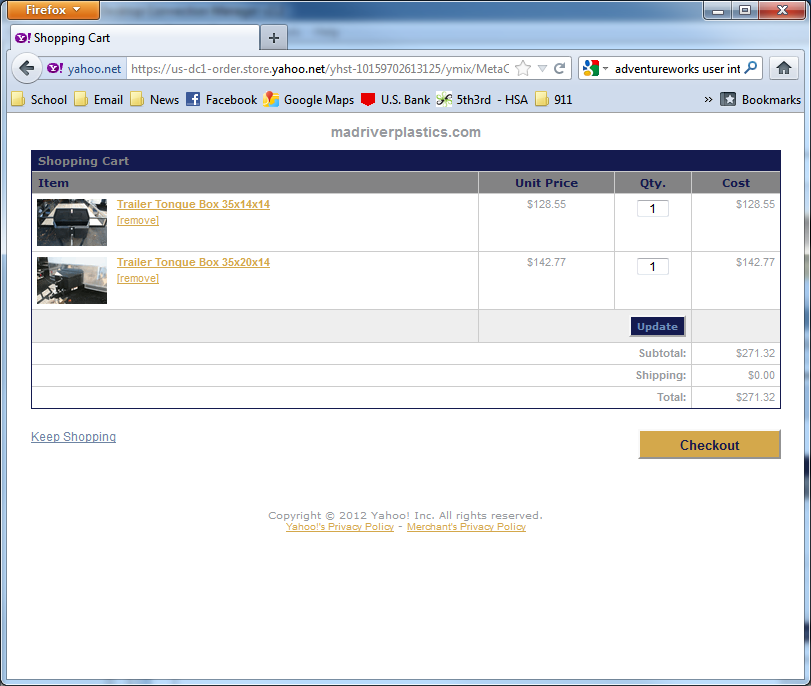 Firefox
Shopping Cart
yahoo.net https://us-dc1-order.store.yahoo.net/yhst-10159702613125/ymix/MetaC adventureworks user int
School Email News Facebook Google Maps U.S. Bank 5th3rd - HSA 911 » Bookmarks
madriverplastics.com
Shopping Cart
Item Unit Price Qty. Cost
Trailer Tongue Box 35x14x14 $128.55 1 $128.55
[remove]
Trailer Tongue Box 35x20x14 $142.77 1 $142.77
[remove]
Update
Subtotal: $271.32
Shipping: $0.00
Total: $271.32
Keep Shopping Checkout
Copyright © 2012 Yahoo! Inc. All rights reserved.
Yahoo!'s Privacy Policy - Merchant's Privacy Policy